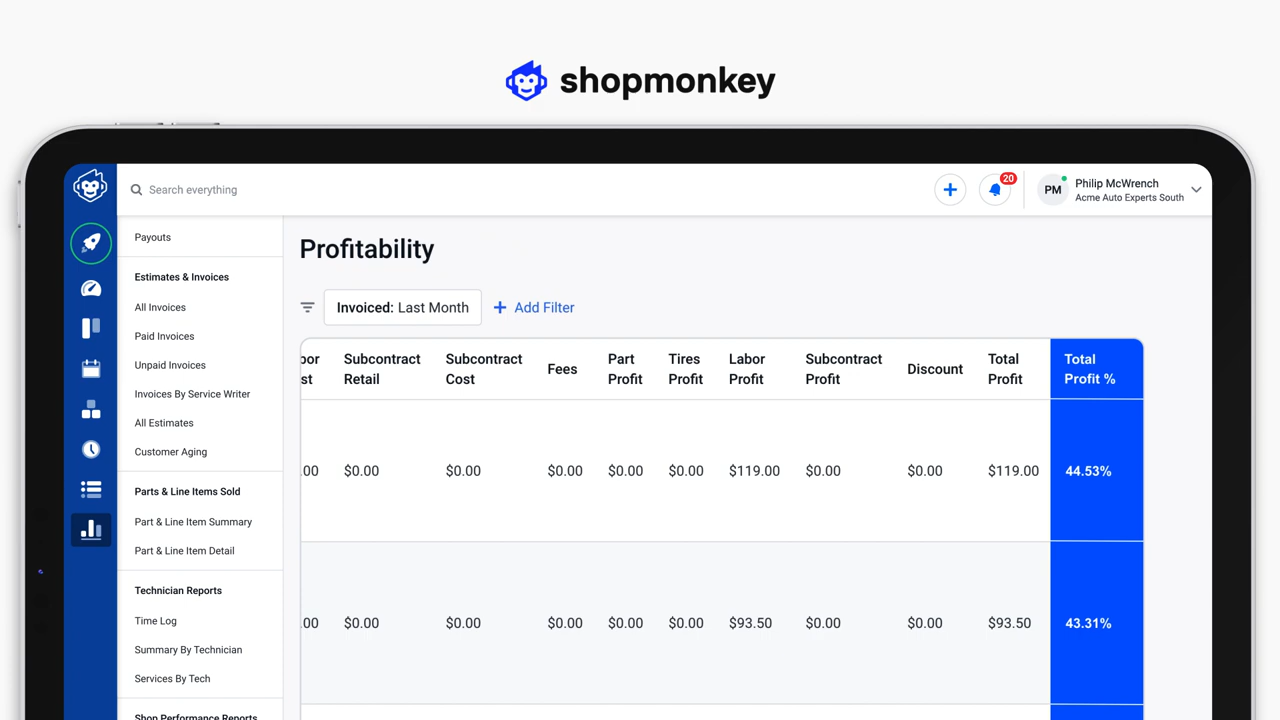 shopmonkey
Search everything
20
PM
Philip McWrench
Acme Auto Experts South
Payouts
Estimates & Invoices
All Invoices
Paid Invoices
Unpaid Invoices
Invoices By Service Writer
All Estimates
Customer Aging
Parts & Line Items Sold
Part & Line Item Summary
Part & Line Item Detail
Technician Reports
Time Log
Summary By Technician
Services By Tech
Shop Performance Reports
Profitability
Invoiced: Last Month
Add Filter
bor st
Subcontract Retail
Subcontract Cost
Fees
Part Profit
Tires Profit
Labor Profit
Subcontract Profit
Discount
Total Profit
Total Profit %
.00 $0.00 $0.00 $0.00 $0.00 $0.00 $119.00 $0.00 $0.00 $119.00 44.53%
.00 $0.00 $0.00 $0.00 $0.00 $0.00 $93.50 $0.00 $0.00 $93.50 43.31%